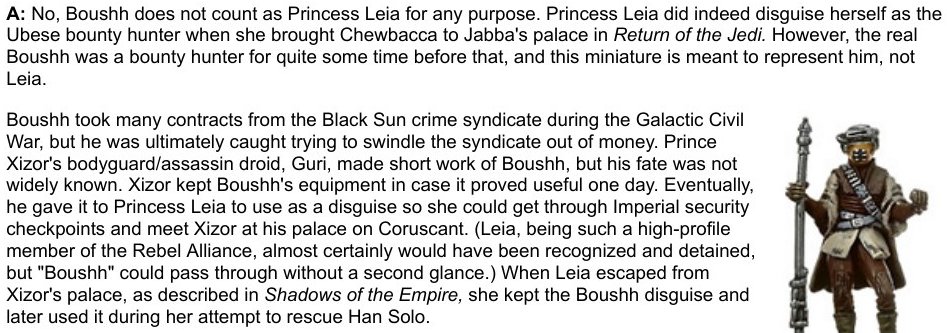 A: No, Boushh does not count as Princess Leia for any purpose. Princess Leia did indeed disguise herself as the
Ubese bounty hunter when she brought Chewbacca to Jabba's palace in Return of the Jedi. However, the real
Boushh was a bounty hunter for quite some time before that, and this miniature is meant to represent him, not
Leia.
Boushh took many contracts from the Black Sun crime syndicate during the Galactic Civil
War, but he was ultimately caught trying to swindle the syndicate out of money. Prince
Xizor's bodyguard/assassin droid, Guri, made short work of Boushh, but his fate was not
widely known. Xizor kept Boushh's equipment in case it proved useful one day. Eventually,
he gave it to Princess Leia to use as a disguise so she could get through Imperial security
checkpoints and meet Xizor at his palace on Coruscant. (Leia, being such a high-profile
member of the Rebel Alliance, almost certainly would have been recognized and detained,
but "Boushh" could pass through without a second glance.) When Leia escaped from
Xizor's palace, as described in Shadows of the Empire, she kept the Boushh disguise and
later used it during her attempt to rescue Han Solo.